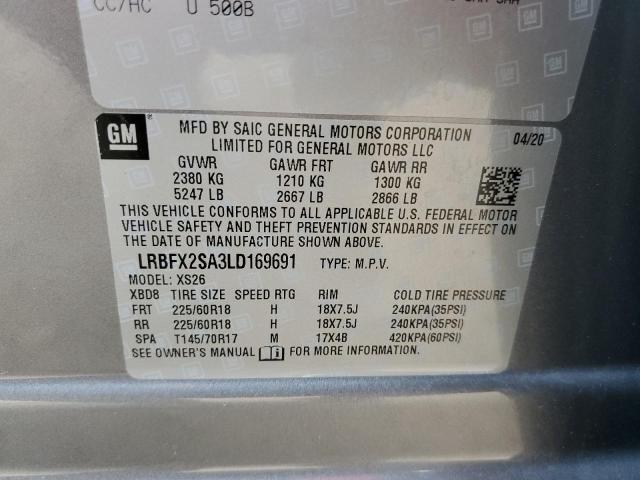 CC/HC U 500B
GM ®
MFD BY SAIC GENERAL MOTORS CORPORATION 04/20
LIMITED FOR GENERAL MOTORS LLC
GVWR GAWR FRT GAWR RR
2380 KG 1210 KG 1300 KG
5247 LB 2667 LB 2866 LB
THIS VEHICLE CONFORMS TO ALL APPLICABLE U.S. FEDERAL MOTOR
VEHICLE SAFETY AND THEFT PREVENTION STANDARDS IN EFFECT ON
THE DATE OF MANUFACTURE SHOWN ABOVE.
LRBFX2SA3LD169691 TYPE: M.P.V.
MODEL: XS26
XBD8 TIRE SIZE SPEED RTG RIM COLD TIRE PRESSURE
FRT 225/60R18 H 18X7.5J 240KPA(35PSI)
RR 225/60R18 H 18X7.5J 240KPA(35PSI)
SPA T145/70R17 M 17X4B 420KPA(60PSI)
SEE OWNER'S MANUAL FOR MORE INFORMATION.